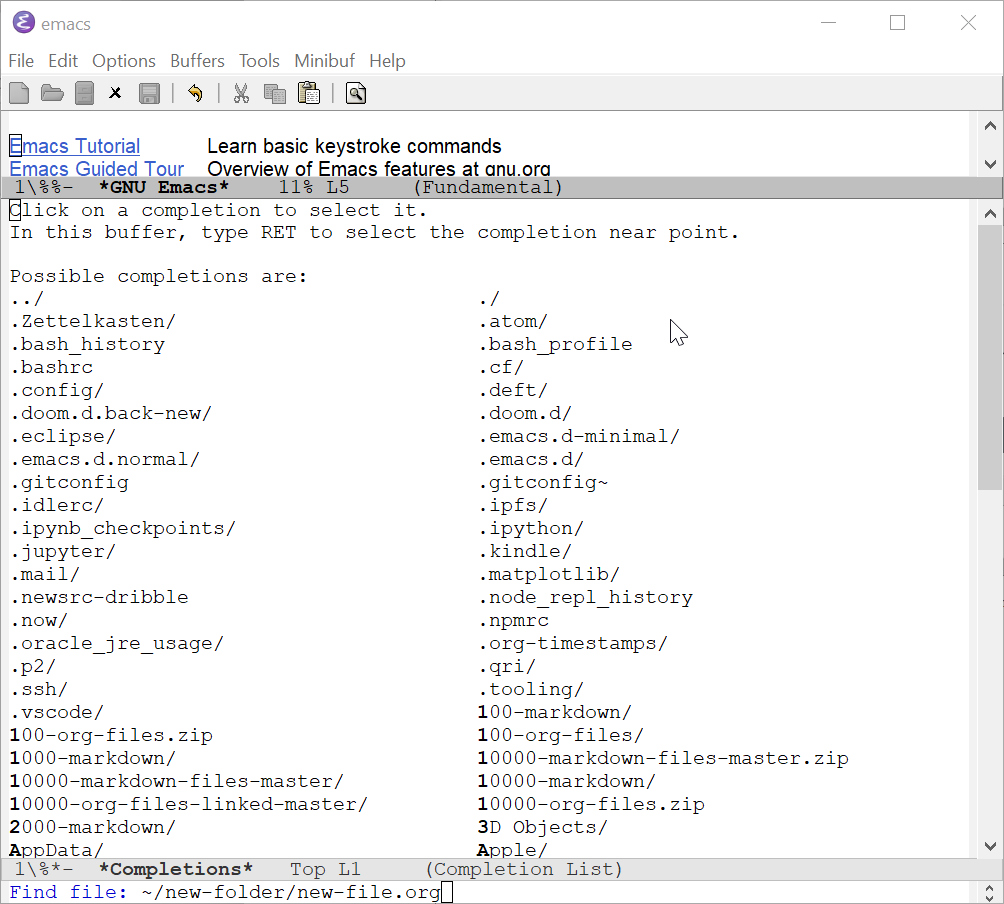 emacs
File Edit Options Buffers Tools Minibuf Help
Emacs Tutorial Learn basic keystroke commands
Emacs Guided Tour Overview of Emacs features at gnu.org
1\%%- *GNU Emacs* 11% L5 (Fundamental)
Click on a completion to select it.
In this buffer, type RET to select the completion near point.
Possible completions are:
../ ./
.Zettelkasten/ .atom/
.bash_history .bash_profile
.bashrc .cf/
.config/ .deft/
.doom.d.back-new/ .doom.d/
.eclipse/ .emacs.d-minimal/
.emacs.d.normal/ .emacs.d/
.gitconfig .gitconfig~
.idlerc/ .ipfs/
.ipynb_checkpoints/ .ipython/
.jupyter/ .kindle/
.mail/ .matplotlib/
.newsrc-dribble .node_repl_history
.now/ .npmrc
.oracle_jre_usage/ .org-timestamps/
.p2/ .qri/
.ssh/ .tooling/
.vscode/ 100-markdown/
100-org-files.zip 100-org-files/
1000-markdown/ 10000-markdown-files-master.zip
10000-markdown-files-master/ 10000-markdown/
10000-org-files-linked-master/ 10000-org-files.zip
2000-markdown/ 3D Objects/
AppData/ Apple/
1\%*- *Completions* Top L1 (Completion List)
Find file: ~/new-folder/new-file.org